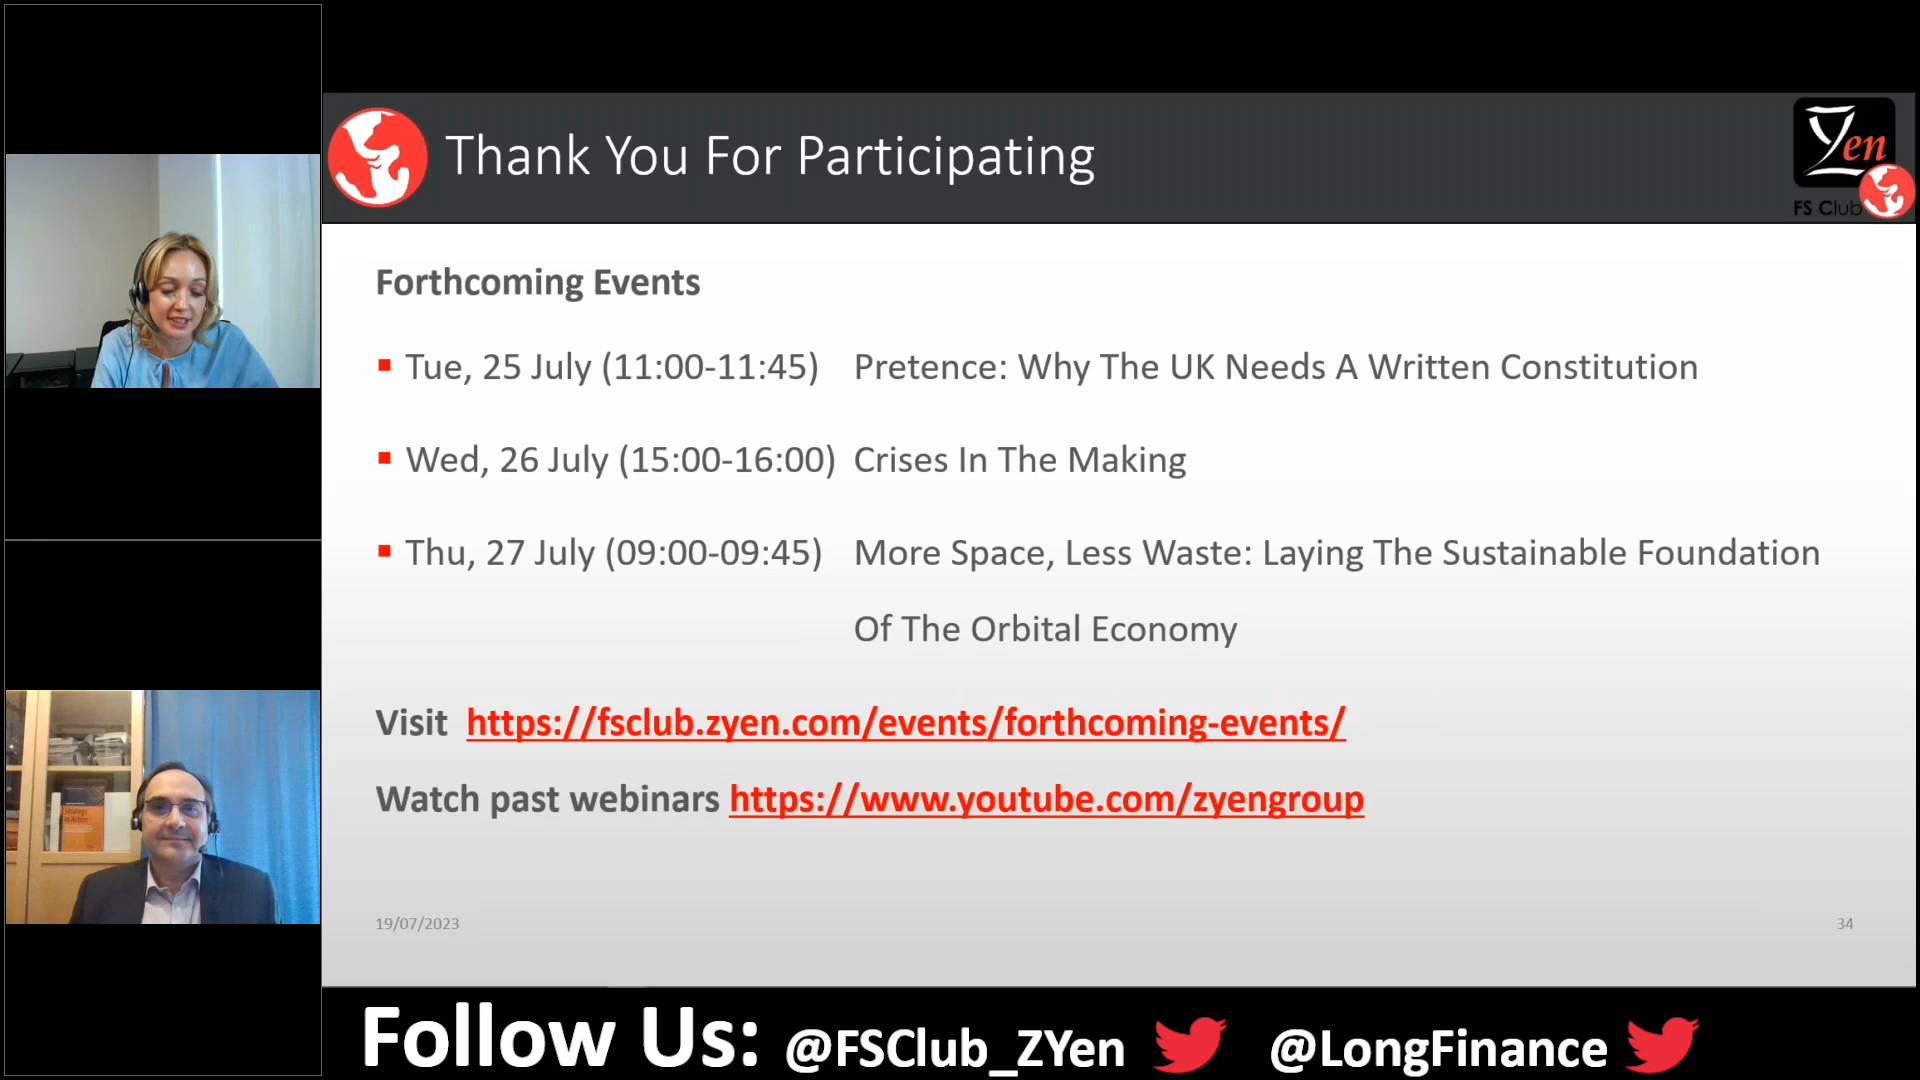 Thank You For Participating
Zen
FS Club
Forthcoming Events
Tue, 25 July (11:00-11:45) Pretence: Why The UK Needs A Written Constitution
Wed, 26 July (15:00-16:00) Crises In The Making
Thu, 27 July (09:00-09:45) More Space, Less Waste: Laying The Sustainable Foundation
Of The Orbital Economy
Visit https://fsclub.zyen.com/events/forthcoming-events/
Watch past webinars https://www.youtube.com/zyengroup
Strategy
in Action
19/07/2023
34
Follow Us: @FSClub_ZYen @LongFinance